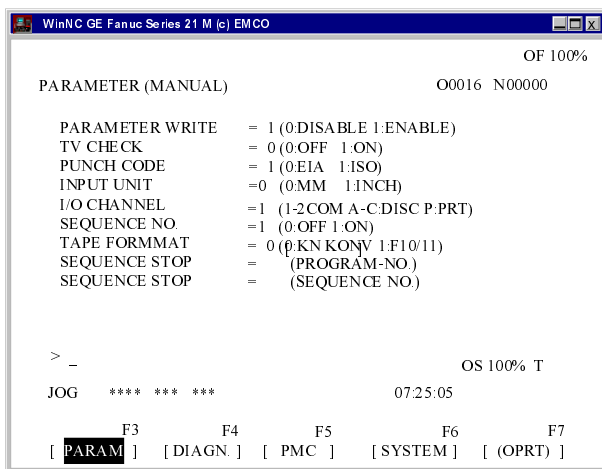 WinNC GE Fanuc Series 21 M (c) EMCO
OF 100%
PARAMETER (MANUAL) O0016 N00000
PARAMETER WRITE = 1 (0:DISABLE 1:ENABLE)
TV CHECK = 0 (0:OFF 1:ON)
PUNCH CODE = 1 (0:EIA 1:ISO)
INPUT UNIT =0 (0:MM 1:INCH)
I/O CHANNEL =1 (1-2COM A-C:DISC P:PRT)
SEQUENCE NO. =1 (0:OFF 1:ON)
TAPE FORMMAT = 0 ([0:KN KONV] 1:F10/11)
SEQUENCE STOP = (PROGRAM-NO.)
SEQUENCE STOP = (SEQUENCE NO.)
> _
OS 100% T
JOG **** *** *** 07:25:05
F3 F4 F5 F6 F7
[ PARAM ] [ DIAGN. ] [ PMC ] [ SYSTEM ] [ (OPRT) ]